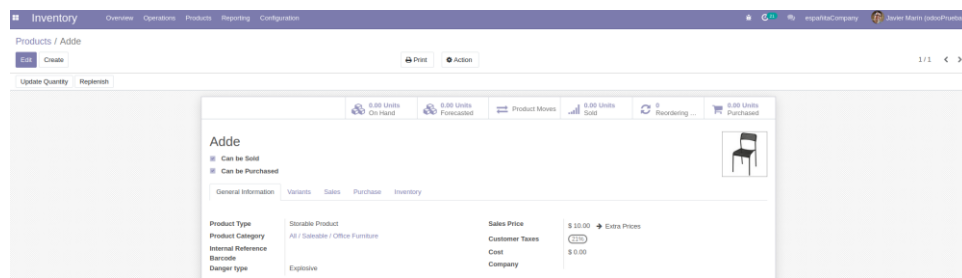 Inventory Overview Operations Products Reporting Configuration españitaCompany Javier Marin (odooPrueba
Products / Adde
Edit Create Print Action 1 / 1
Update Quantity Replenish
0.00 Units On Hand
0.00 Units Forecasted
Product Moves
0.00 Units Sold
0 Reordering ...
0.00 Units Purchased
Adde
Can be Sold
Can be Purchased
General Information Variants Sales Purchase Inventory
Product Type Storable Product
Product Category All / Saleable / Office Furniture
Internal Reference
Barcode
Danger type Explosive
Sales Price $ 10.00 Extra Prices
Customer Taxes
Cost $ 0.00
Company